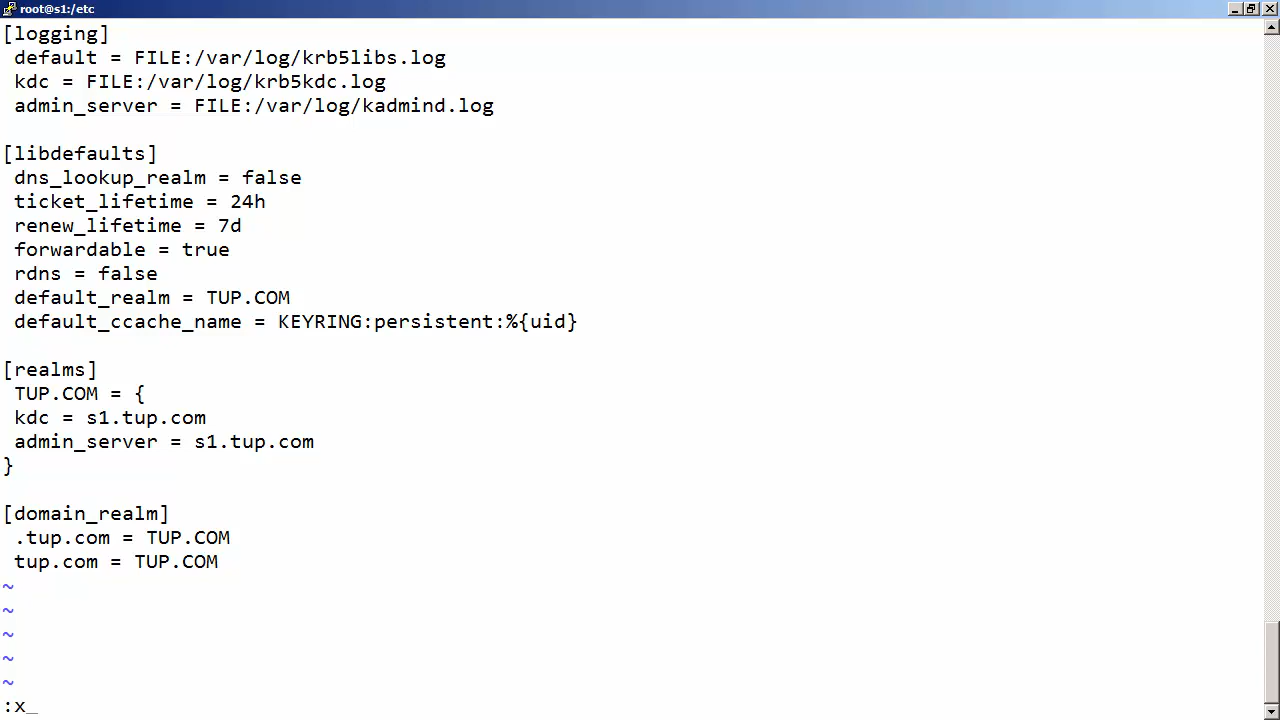 root@s1:/etc
[logging]
 default = FILE:/var/log/krb5libs.log
 kdc = FILE:/var/log/krb5kdc.log
 admin_server = FILE:/var/log/kadmind.log

[libdefaults]
 dns_lookup_realm = false
 ticket_lifetime = 24h
 renew_lifetime = 7d
 forwardable = true
 rdns = false
 default_realm = TUP.COM
 default_ccache_name = KEYRING:persistent:%{uid}

[realms]
 TUP.COM = {
 kdc = s1.tup.com
 admin_server = s1.tup.com
}

[domain_realm]
 .tup.com = TUP.COM
 tup.com = TUP.COM
~
~
~
~
~
:x